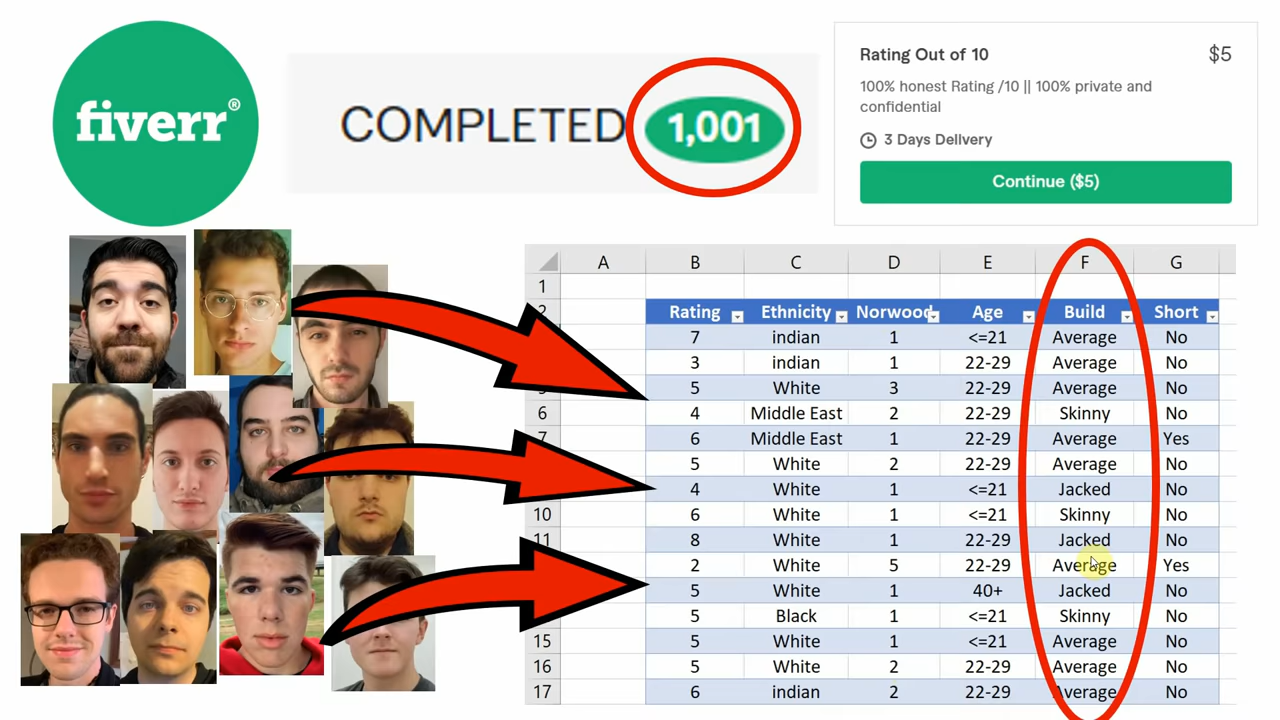 fiverr®
COMPLETED 1,001
Rating Out of 10 $5
100% honest Rating /10 || 100% private and
confidential
3 Days Delivery
Continue ($5)
A B C D E F G
1
2 Rating Ethnicity Norwood Age Build Short
7 indian 1 <=21 Average No
3 indian 1 22-29 Average No
5 White 3 22-29 Average No
6 4 Middle East 2 22-29 Skinny No
7 6 Middle East 1 22-29 Average Yes
5 White 2 22-29 Average No
4 White 1 <=21 Jacked No
10 6 White 1 <=21 Skinny No
11 8 White 1 22-29 Jacked No
2 White 5 22-29 Average Yes
5 White 1 40+ Jacked No
5 Black 1 <=21 Skinny No
15 5 White 1 <=21 Average No
16 5 White 2 22-29 Average No
17 6 indian 2 22-29 Average No